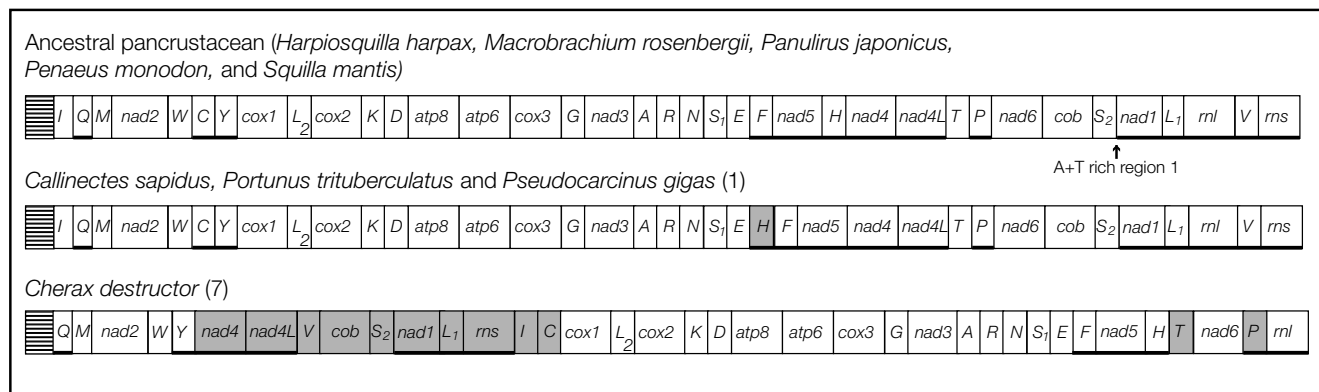 Ancestral pancrustacean (Harpiosquilla harpax, Macrobrachium rosenbergii, Panulirus japonicus,
Penaeus monodon, and Squilla mantis)
I Q M nad2 W C Y cox1 L2 cox2 K D atp8 atp6 cox3 G nad3 A R N S1 E F nad5 H nad4 nad4L T P nad6 cob S2 nad1 L1 rnl V rns
A+T rich region 1
Callinectes sapidus, Portunus trituberculatus and Pseudocarcinus gigas (1)
I Q M nad2 W C Y cox1 L2 cox2 K D atp8 atp6 cox3 G nad3 A R N S1 E H F nad5 nad4 nad4L T P nad6 cob S2 nad1 L1 rnl V rns
Cherax destructor (7)
Q M nad2 W Y nad4 nad4L V cob S2 nad1 L1 rns I C cox1 L2 cox2 K D atp8 atp6 cox3 G nad3 A R N S1 E F nad5 H T nad6 P rnl